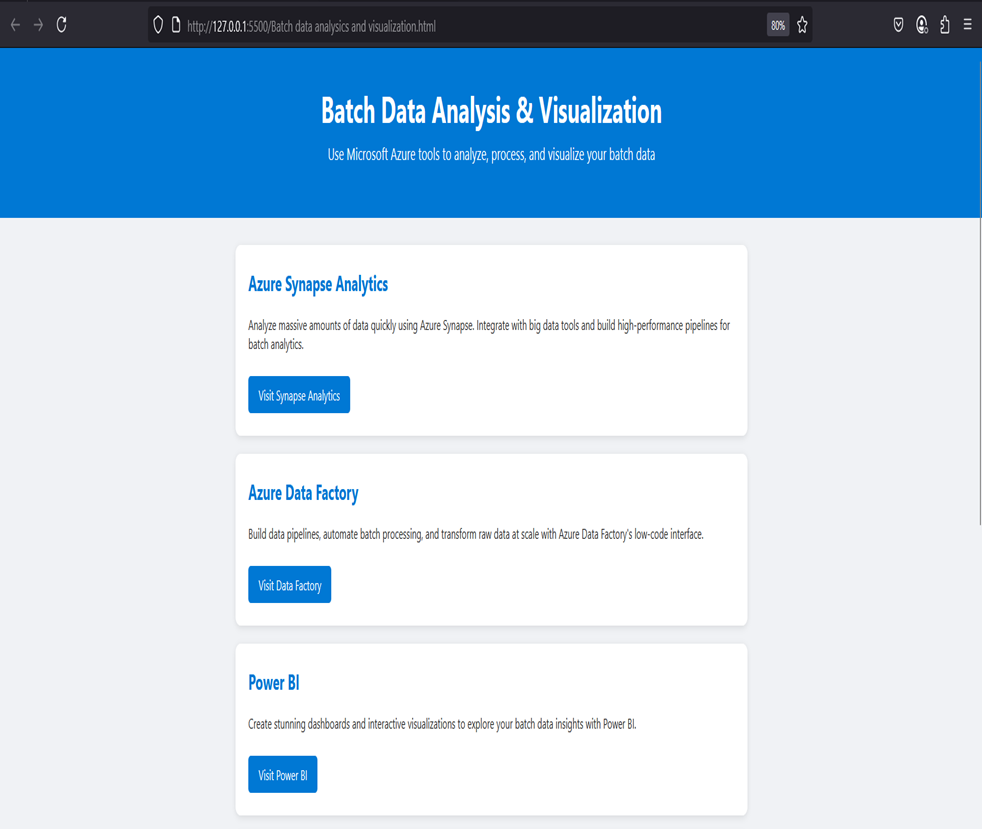 http://127.0.0.1:5500/Batch data analysics and visualization.html
80%
Batch Data Analysis & Visualization
Use Microsoft Azure tools to analyze, process, and visualize your batch data
Azure Synapse Analytics
Analyze massive amounts of data quickly using Azure Synapse. Integrate with big data tools and build high-performance pipelines for
batch analytics.
Visit Synapse Analytics
Azure Data Factory
Build data pipelines, automate batch processing, and transform raw data at scale with Azure Data Factory's low-code interface.
Visit Data Factory
Power BI
Create stunning dashboards and interactive visualizations to explore your batch data insights with Power BI.
Visit Power BI